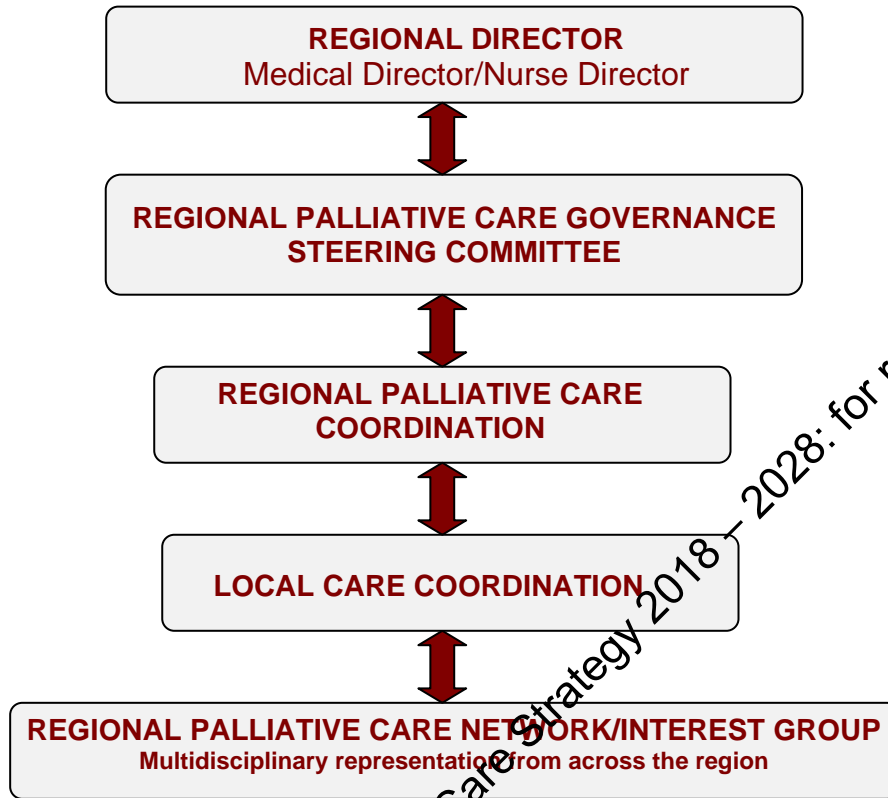 REGIONAL DIRECTOR
Medical Director/Nurse Director
REGIONAL PALLIATIVE CARE GOVERNANCE
STEERING COMMITTEE
REGIONAL PALLIATIVE CARE
COORDINATION
LOCAL CARE COORDINATION
REGIONAL PALLIATIVE CARE NETWORK/INTEREST GROUP
Multidisciplinary representation from across the region
Care Strategy 2018 – 2028: for